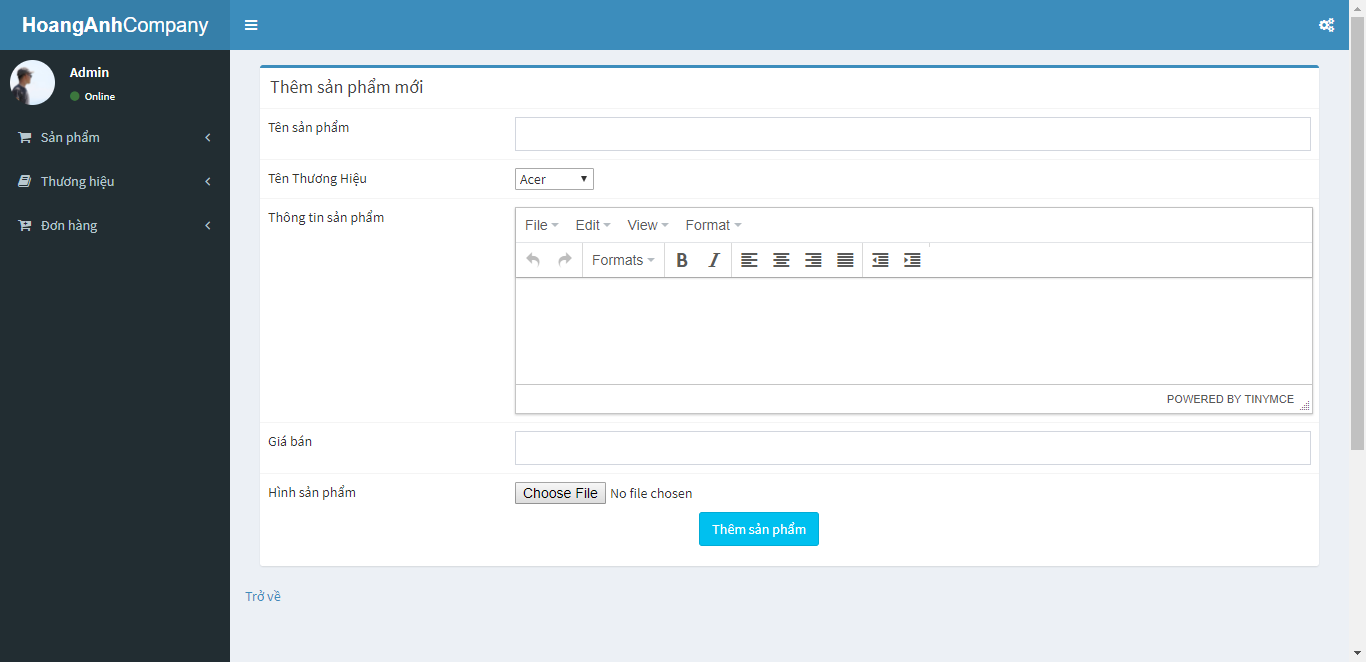 HoangAnhCompany
Admin
Online
Sản phẩm
Thương hiệu
Đơn hàng
Thêm sản phẩm mới
Tên sản phẩm
Tên Thương Hiệu
Acer
Thông tin sản phẩm
File Edit View Format
Formats B I
POWERED BY TINYMCE
Giá bán
Hình sản phẩm
Choose File No file chosen
Thêm sản phẩm
Trở về